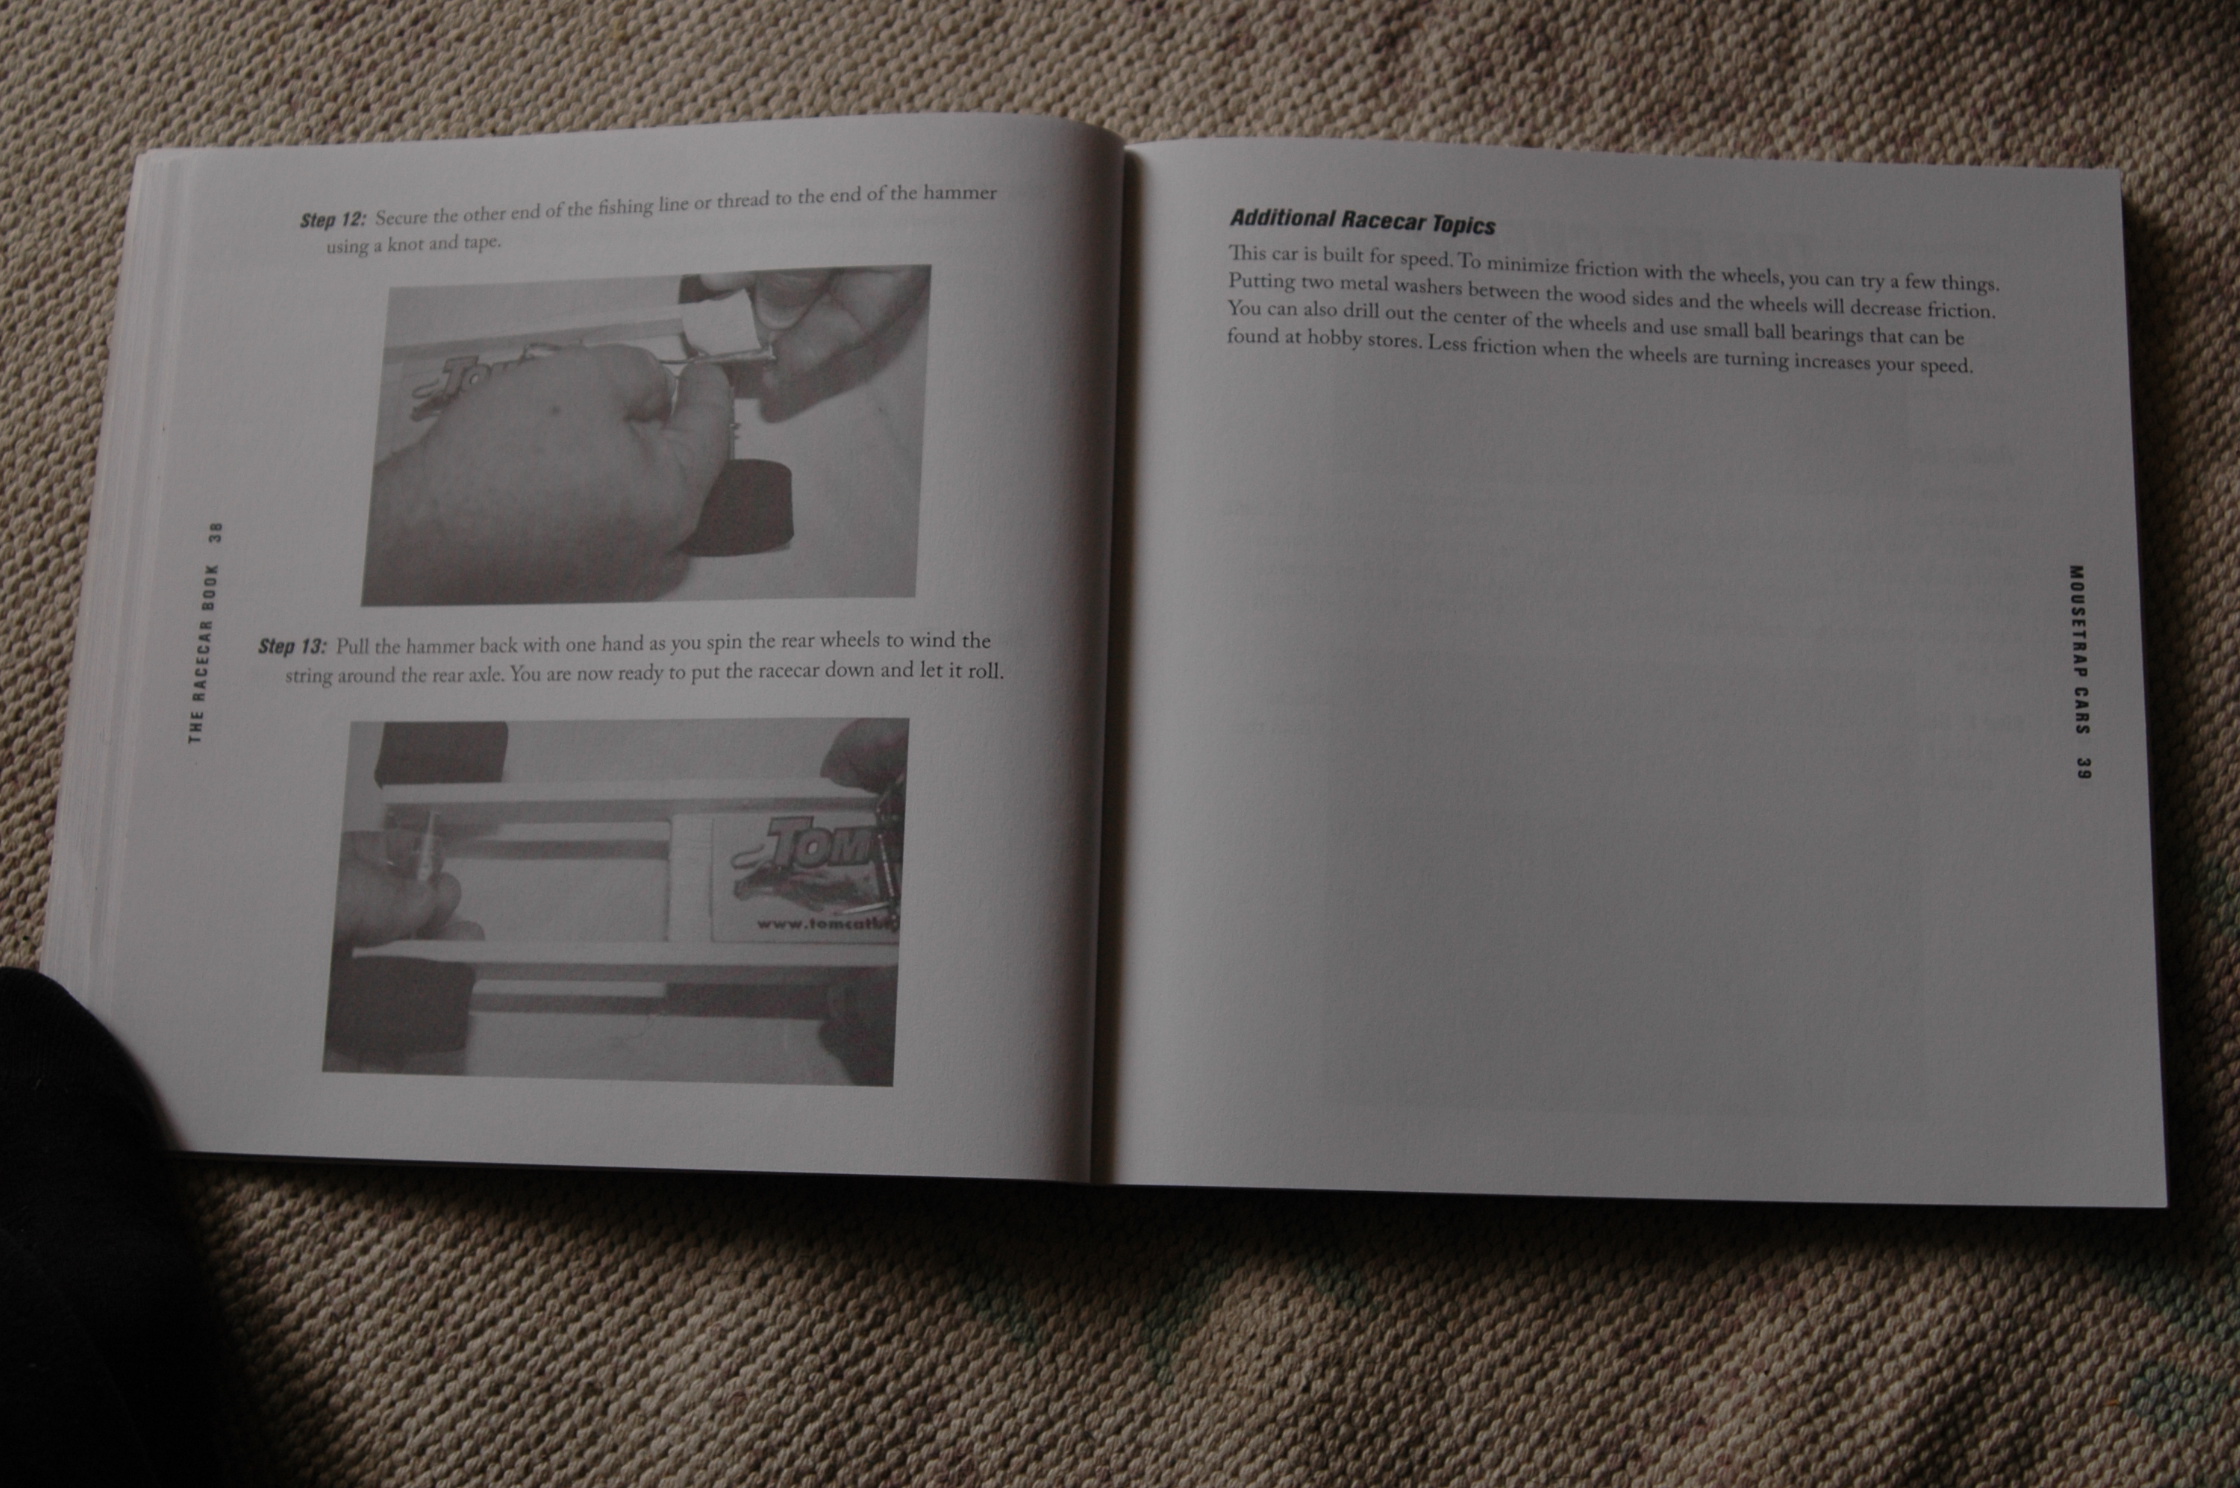 Step 12: Secure the other end of the fishing line or thread to the end of the hammer
using a knot and tape.
To
Step 13: Pull the hammer back with one hand as you spin the rear wheels to wind the
string around the rear axle. You are now ready to put the racecar down and let it roll.
TOM
www.tomcat
THE RACECAR BOOK 38
Additional Racecar Topics
This car is built for speed. To minimize friction with the wheels, you can try a few things.
Putting two metal washers between the wood sides and the wheels will decrease friction.
You can also drill out the center of the wheels and use small ball bearings that can be
found at hobby stores. Less friction when the wheels are turning increases your speed.
MOUSETRAP CARS 39